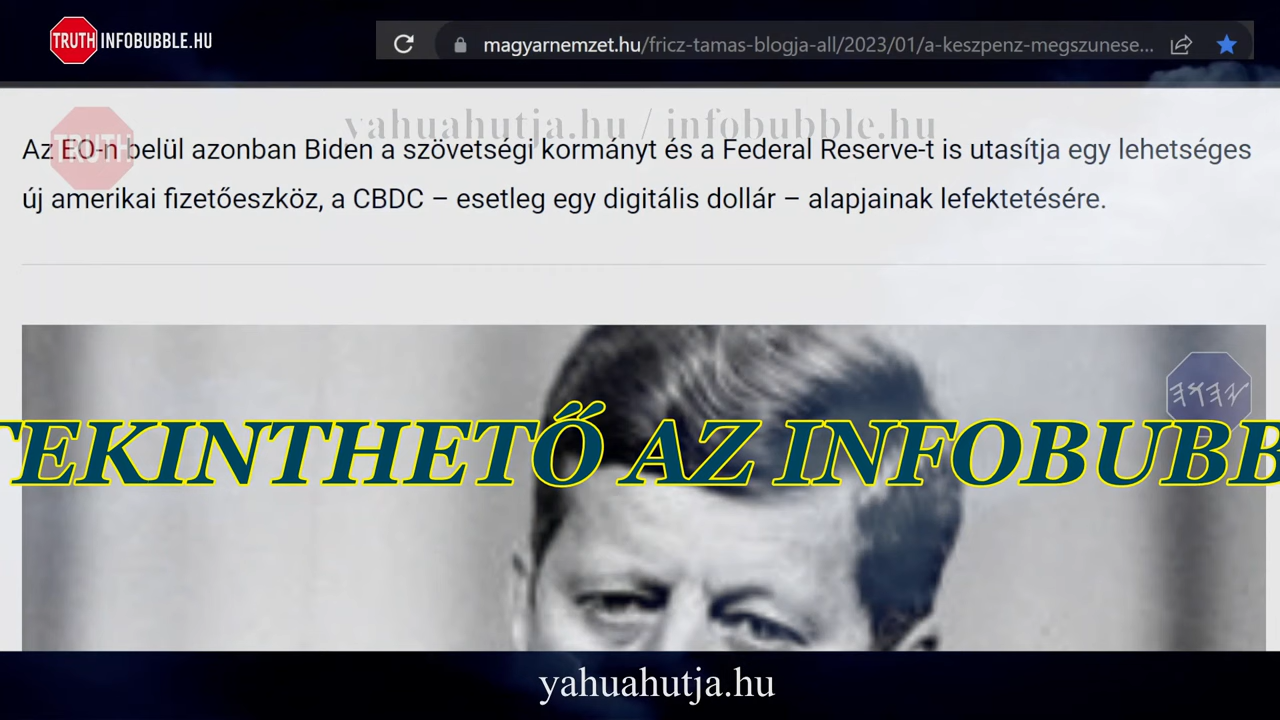 TRUTH INFOBUBBLE.HU
magyarnemzet.hu/fricz-tamas-blogja-all/2023/01/a-keszpenz-megszunese...
yahuahutja.hu / infobubble.hu
TRUTH
Az EO-n belül azonban Biden a szövetségi kormányt és a Federal Reserve-t is utasítja egy lehetséges
új amerikai fizetőeszköz, a CBDC – esetleg egy digitális dollár – alapjainak lefektetésére.
TEKINTHETŐ AZ INFOBUBB
yahuahutja.hu